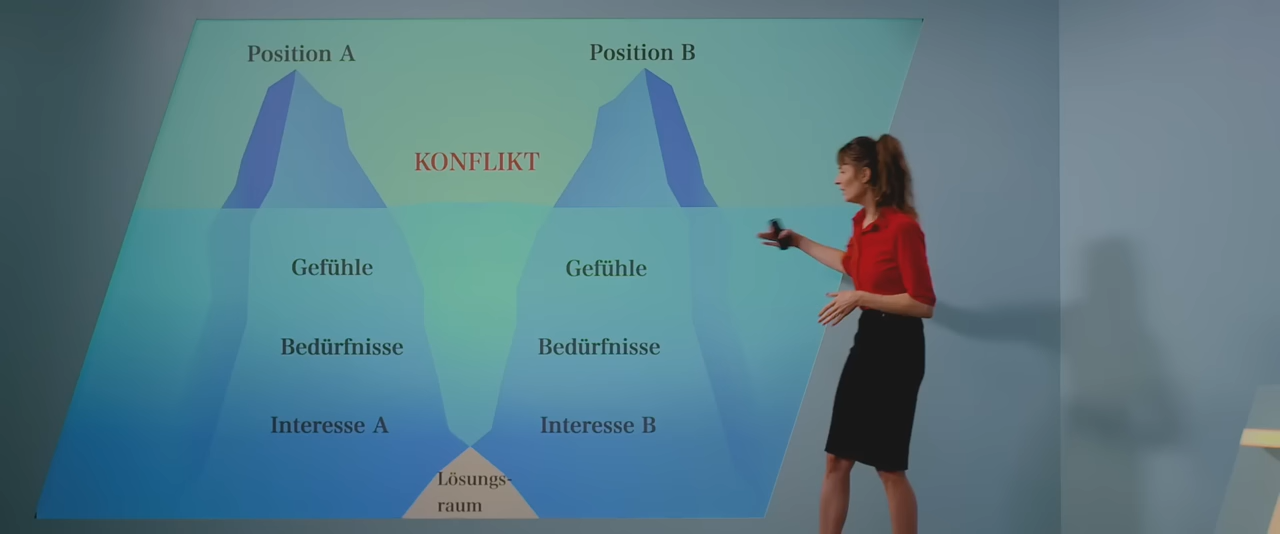 Position A
Position B
KONFLIKT
Gefühle
Gefühle
Bedürfnisse
Bedürfnisse
Interesse A
Interesse B
Lösungs-
raum